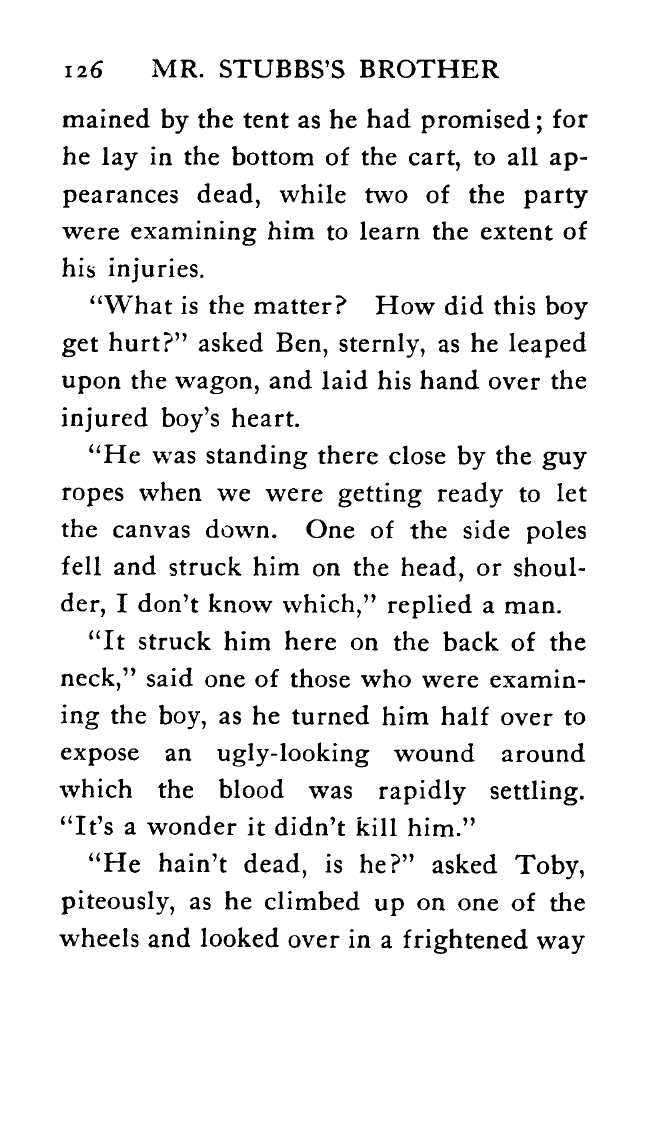 126 MR. STUBBS'S BROTHER
mained by the tent as he had promised; for
he lay in the bottom of the cart, to all ap-
pearances dead, while two of the party
were examining him to learn the extent of
his injuries.
"What is the matter? How did this boy
get hurt?" asked Ben, sternly, as he leaped
upon the wagon, and laid his hand over the
injured boy's heart.
"He was standing there close by the guy
ropes when we were getting ready to let
the canvas down. One of the side poles
fell and struck him on the head, or shoul-
der, I don't know which," replied a man.
"It struck him here on the back of the
neck," said one of those who were examin-
ing the boy, as he turned him half over to
expose an ugly-looking wound around
which the blood was rapidly settling.
"It's a wonder it didn't kill him."
"He hain't dead, is he?" asked Toby,
piteously, as he climbed up on one of the
wheels and looked over in a frightened way